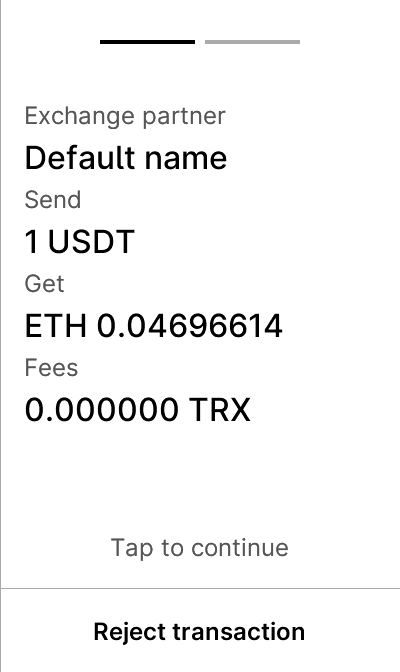 Exchange partner
Default name
Send
1 USDT
Get
ETH 0.04696614
Fees
0.000000 TRX
Tap to continue
Reject transaction